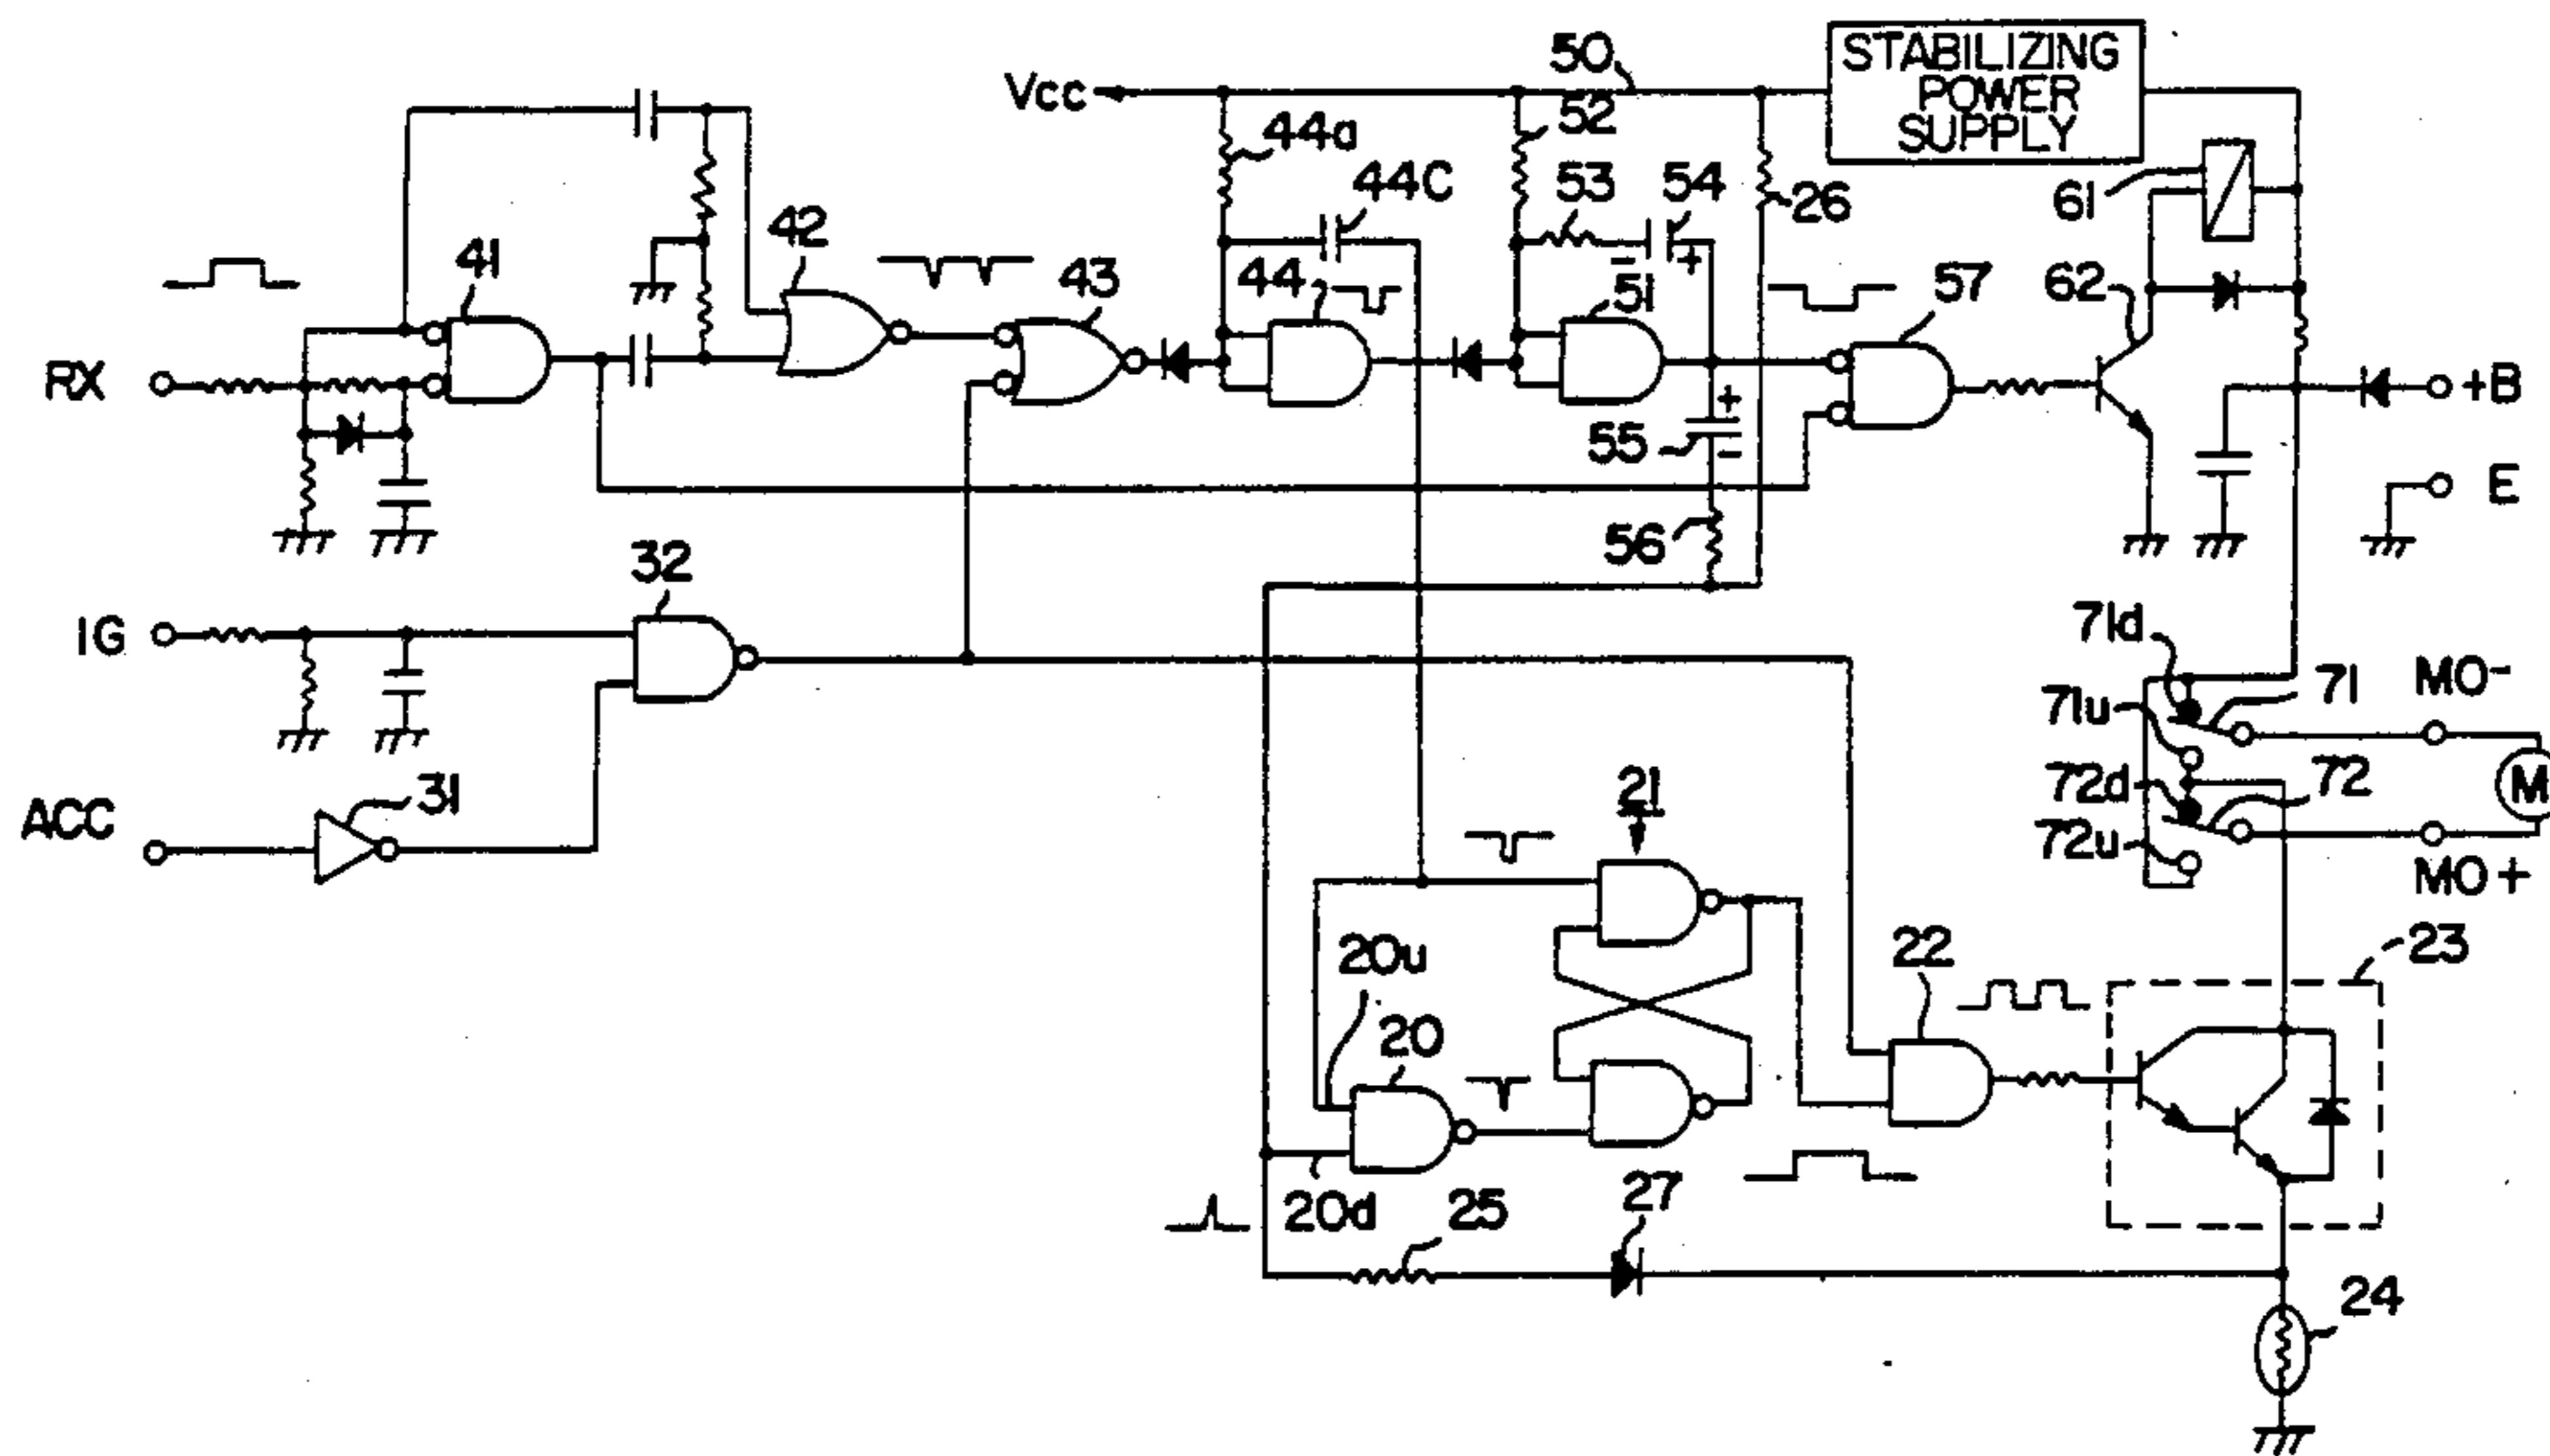 50
STABILIZING
POWER
SUPPLY
Vcc
44a
52
53
54
26
61
44C
42
41
43
44
51
57
62
RX
55
+B
E
56
32
IG
71d
71u
71
MO-
72d
72
M
72u
MO+
ACC
31
21
20u
20
22
23
20d
25
27
24
+
-
+
-